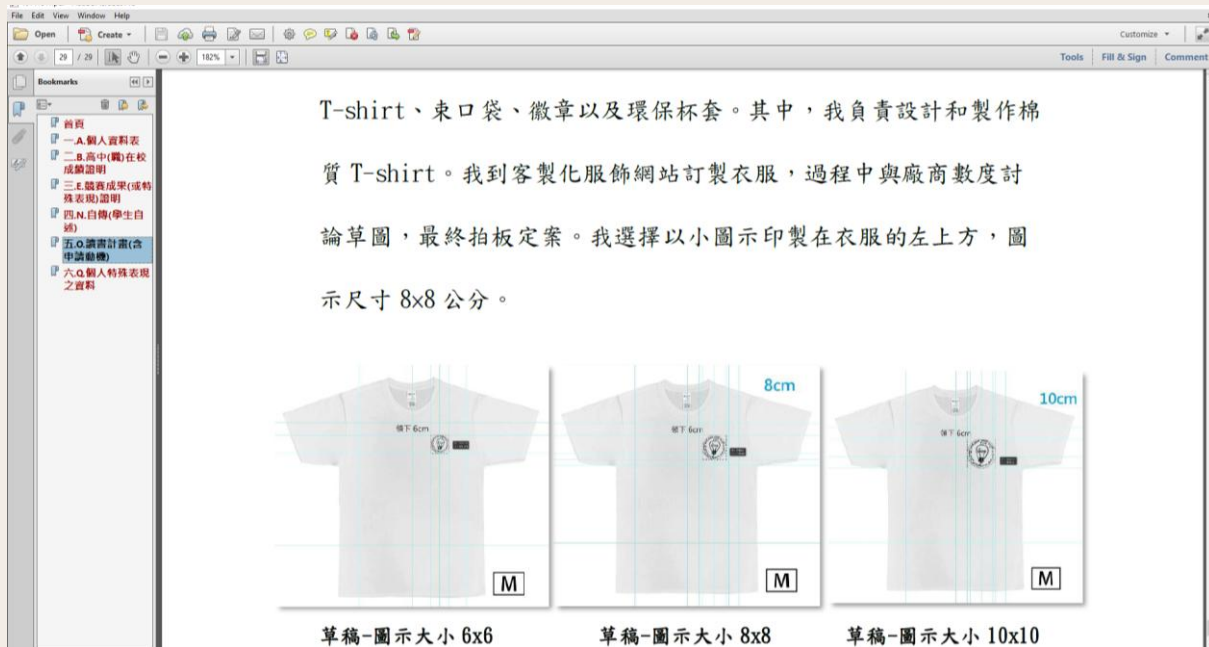 File Edit View Window Help
Open Create Customize
29 / 29 182% Tools Fill & Sign Comment
Bookmarks
首頁
一.A.個人資料表
二.B.高中(職)在校
成績證明
三.E.競賽成果(或特
殊表現)證明
四.N.自傳(學生自
述)
五.O.讀書計畫(含
申請動機)
六.Q.個人特殊表現
之資料
T-shirt、束口袋、徽章以及環保杯套。其中，我負責設計和製作棉
質 T-shirt。我到客製化服飾網站訂製衣服，過程中與廠商數度討
論草圖，最終拍板定案。我選擇以小圖示印製在衣服的左上方，圖
示尺寸 8×8 公分。
8cm
10cm
領下 6cm
領下 6cm
領下 6cm
M
M
M
草稿-圖示大小 6x6
草稿-圖示大小 8x8
草稿-圖示大小 10x10